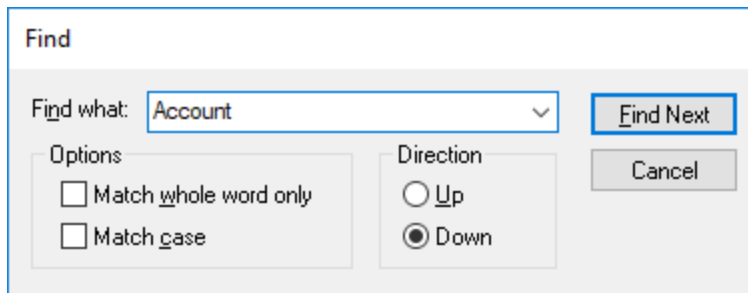 Find
Find what: Account
Find Next
Options
Direction
Cancel
Match whole word only
Up
Match case
Down